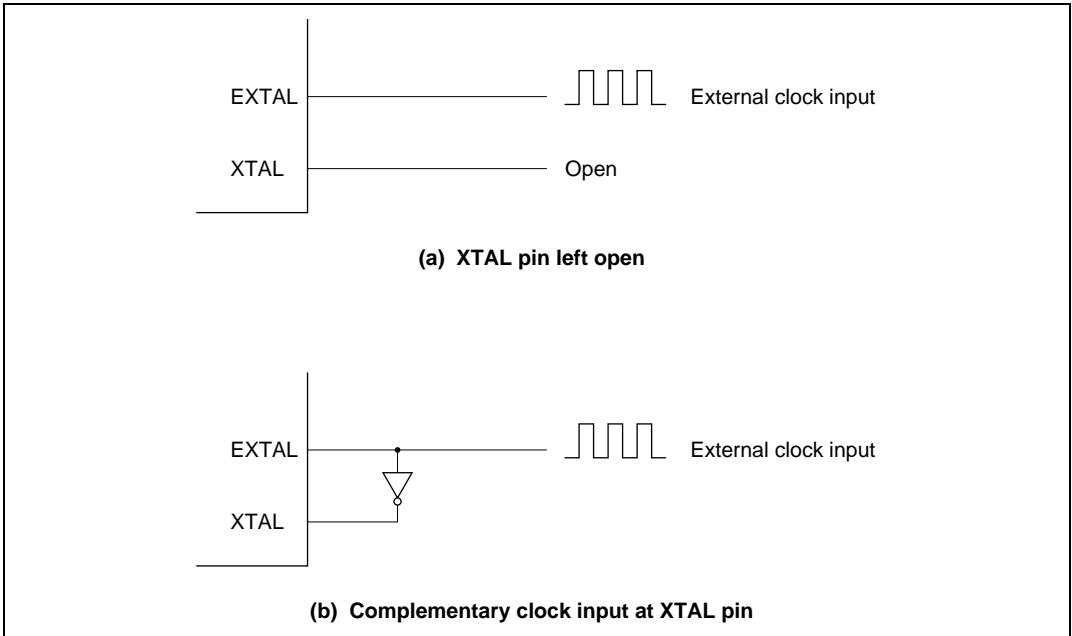 EXTAL External clock input
XTAL Open
(a) XTAL pin left open
EXTAL External clock input
XTAL
(b) Complementary clock input at XTAL pin